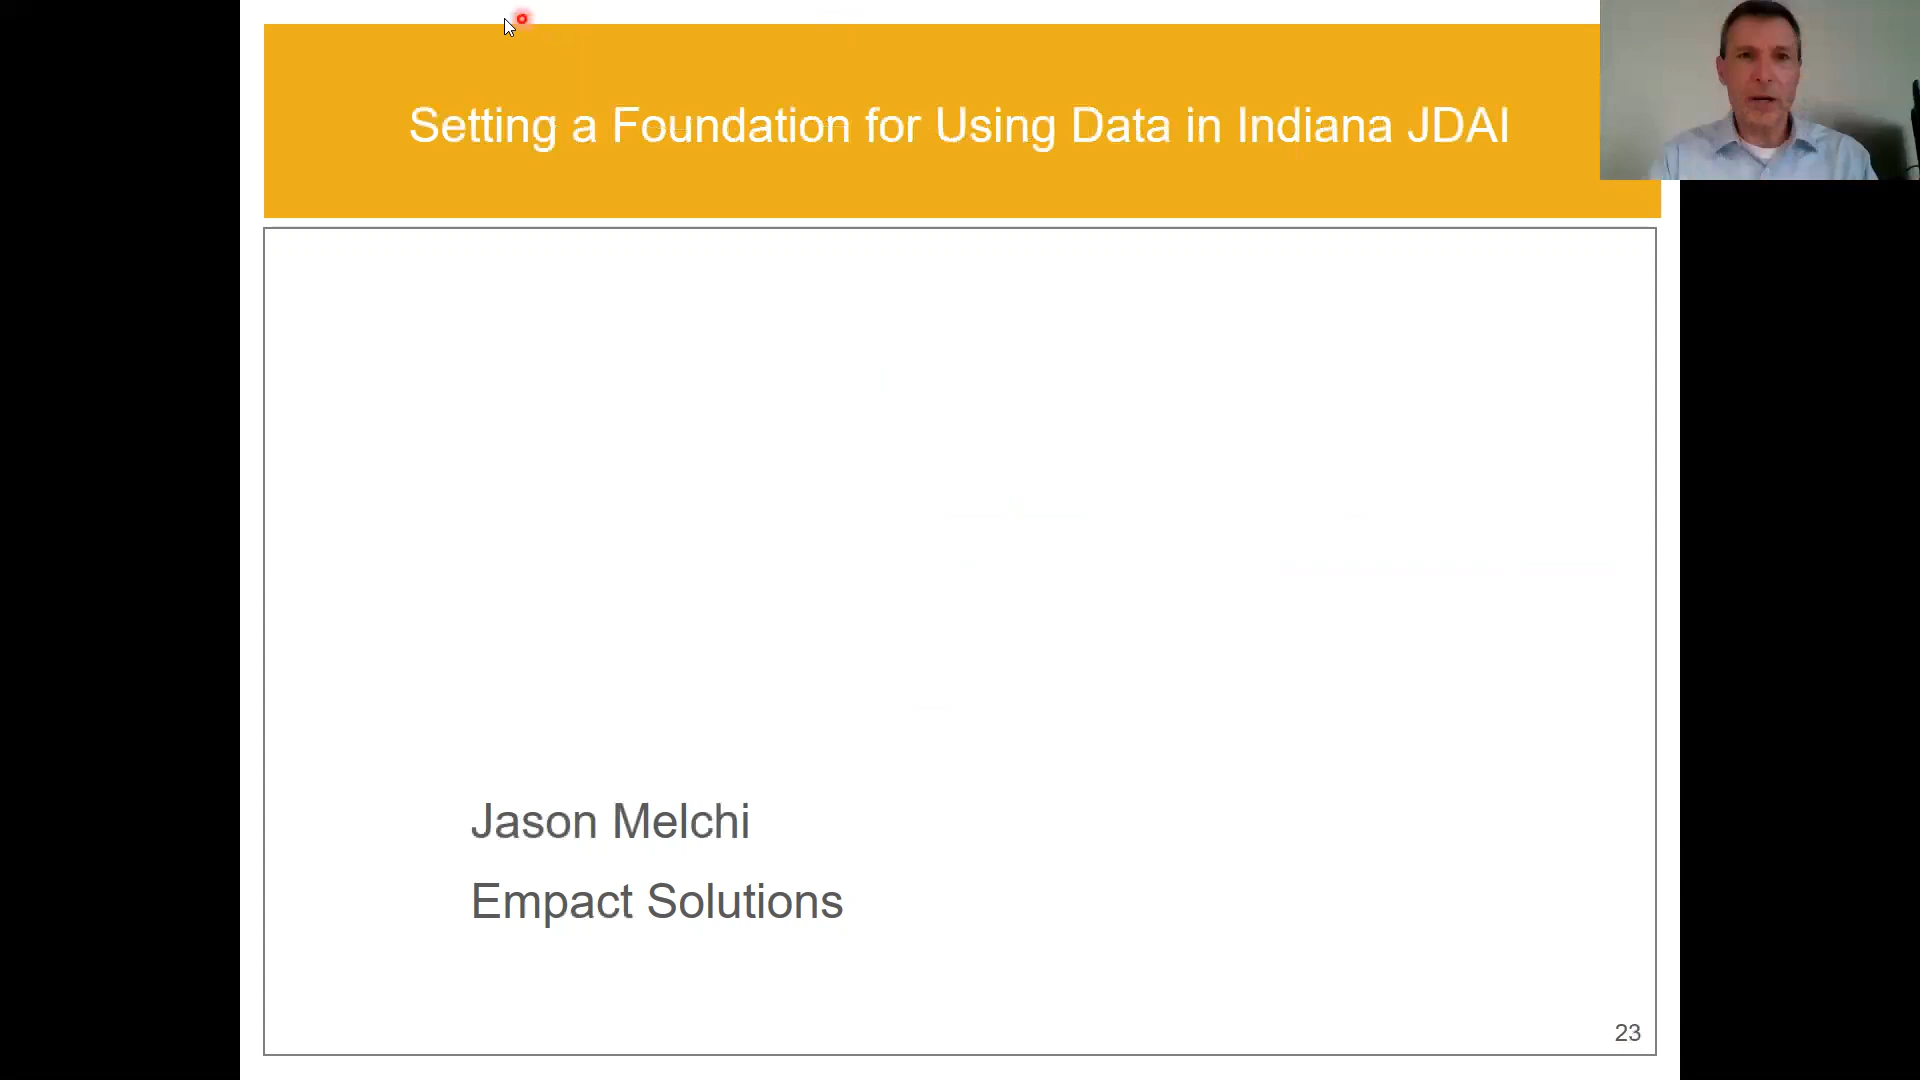 Setting a Foundation for Using Data in Indiana JDAI
Jason Melchi
Empact Solutions
23